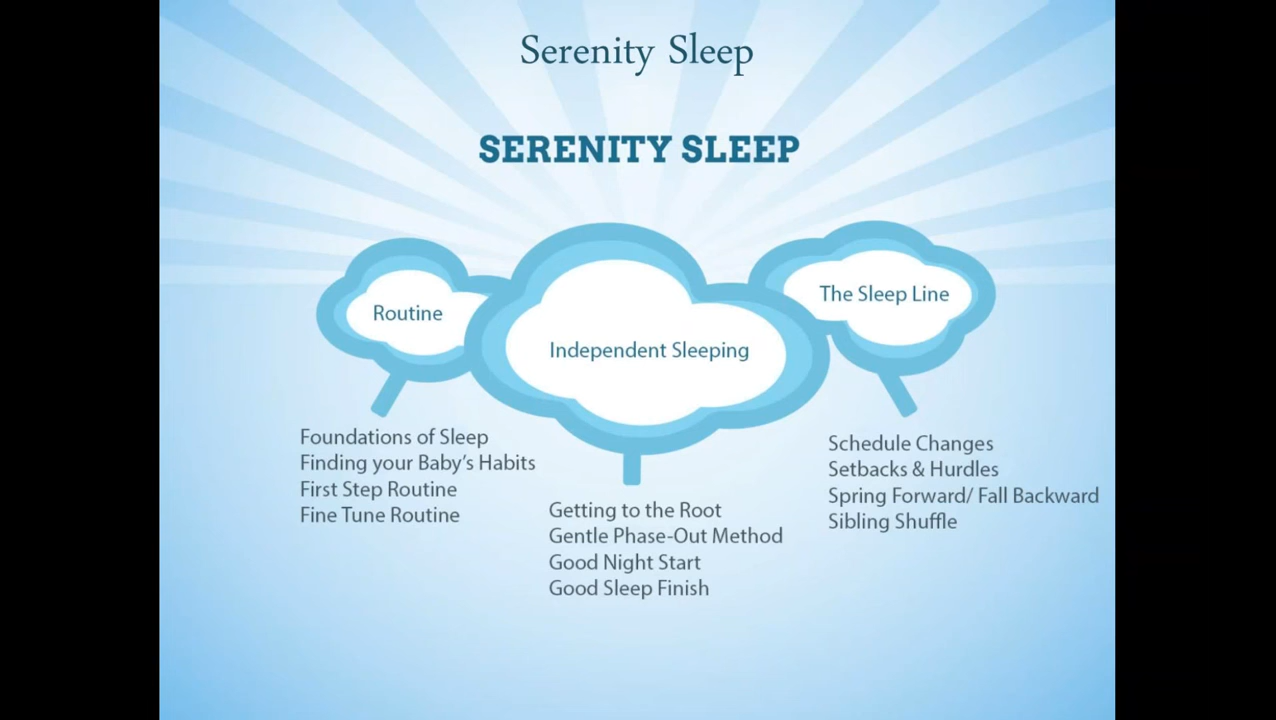 Serenity Sleep
SERENITY SLEEP
Routine
Independent Sleeping
The Sleep Line
Foundations of Sleep
Finding your Baby's Habits
First Step Routine
Fine Tune Routine
Getting to the Root
Gentle Phase-Out Method
Good Night Start
Good Sleep Finish
Schedule Changes
Setbacks & Hurdles
Spring Forward/ Fall Backward
Sibling Shuffle